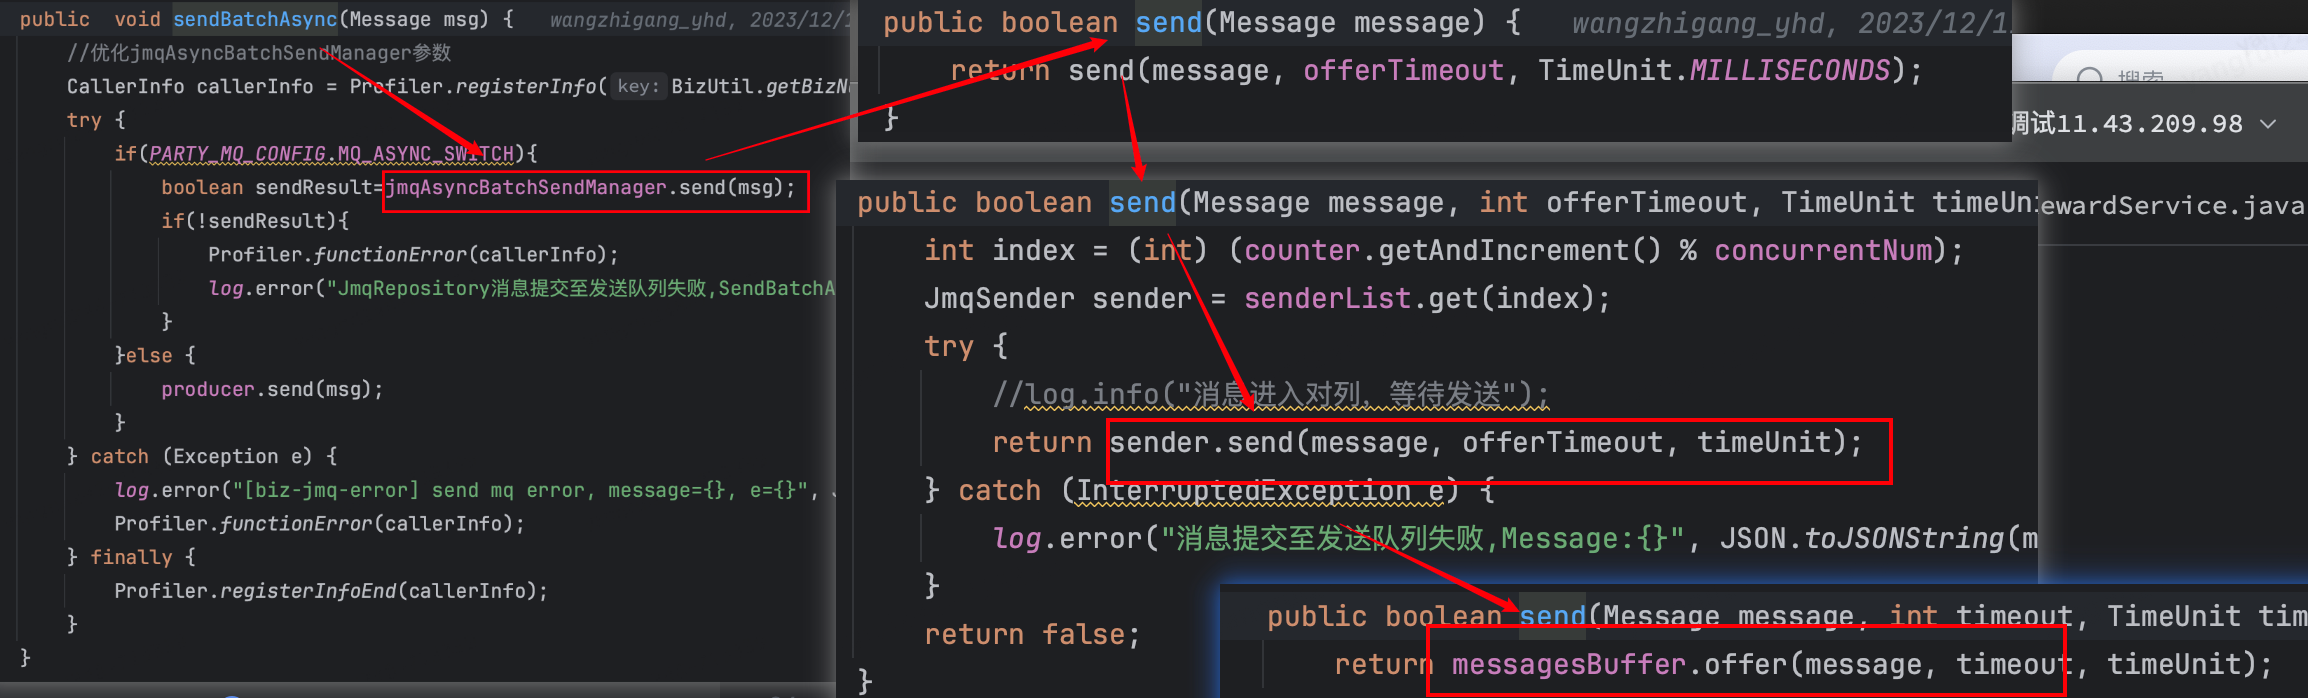 public void sendBatchAsync(Message msg) { wangzhigang_yhd, 2023/12/1
//优化jmqAsyncBatchSendManager参数
CallerInfo callerInfo = Profiler.registerInfo( key: BizUtil.getBizNu
try {
if(PARTY_MQ_CONFIG.MQ_ASYNC_SWITCH){
boolean sendResult=jmqAsyncBatchSendManager.send(msg);
if(!sendResult){
Profiler.functionError(callerInfo);
log.error("JmqRepository消息提交至发送队列失败,SendBatchA
}
}else {
producer.send(msg);
}
} catch (Exception e) {
log.error("[biz-jmq-error] send mq error, message={}, e={}", J
Profiler.functionError(callerInfo);
} finally {
Profiler.registerInfoEnd(callerInfo);
}
}
public boolean send(Message message) { wangzhigang_yhd, 2023/12/1
return send(message, offerTimeout, TimeUnit.MILLISECONDS);
}
搜索
调试11.43.209.98
ewardService.java
public boolean send(Message message, int offerTimeout, TimeUnit timeUni
int index = (int) (counter.getAndIncrement() % concurrentNum);
JmqSender sender = senderList.get(index);
try {
//log.info("消息进入对列, 等待发送");
return sender.send(message, offerTimeout, timeUnit);
} catch (InterruptedException e) {
log.error("消息提交至发送队列失败,Message:{}", JSON.toJSONString(m
}
return false;
}
public boolean send(Message message, int timeout, TimeUnit tim
return messagesBuffer.offer(message, timeout, timeUnit);